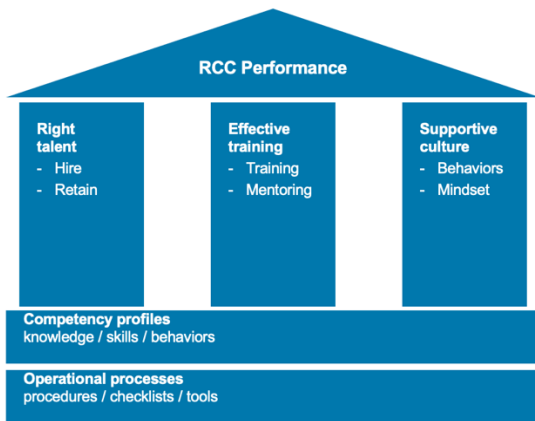 RCC Performance
Right
talent
- Hire
- Retain
Effective
training
- Training
- Mentoring
Supportive
culture
- Behaviors
- Mindset
Competency profiles
knowledge / skills / behaviors
Operational processes
procedures / checklists / tools